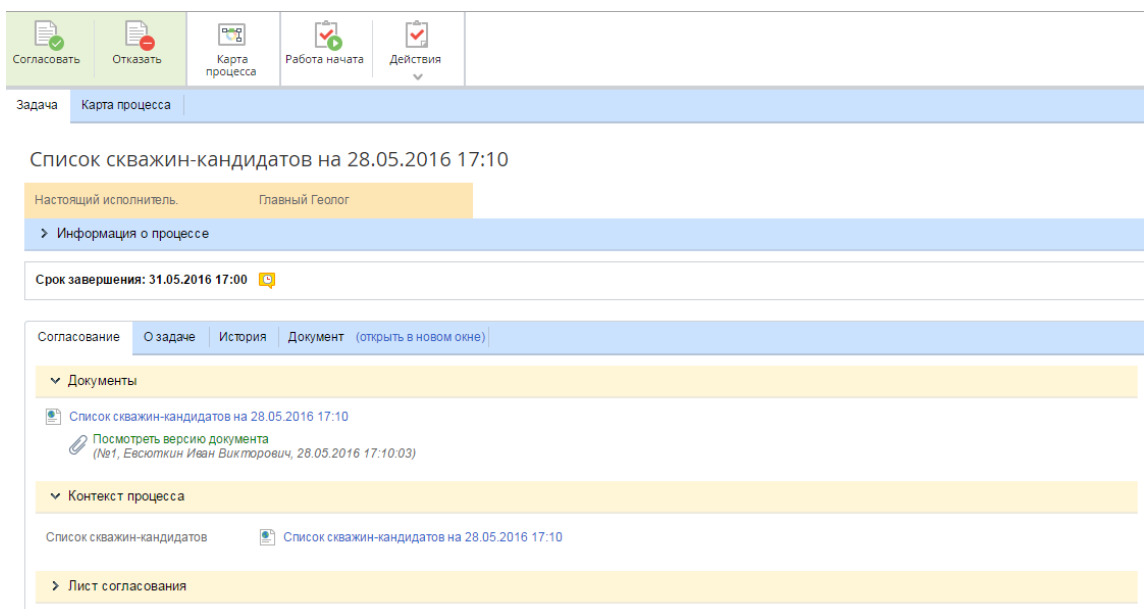 Согласовать Отказать Карта процесса Работа начата Действия
Задача Карта процесса
Список скважин-кандидатов на 28.05.2016 17:10
Настоящий исполнитель. Главный Геолог
Информация о процессе
Срок завершения: 31.05.2016 17:00
Согласование О задаче История Документ (открыть в новом окне)
Документы
Список скважин-кандидатов на 28.05.2016 17:10
Посмотреть версию документа
(№1, Евсюткин Иван Викторович, 28.05.2016 17:10:03)
Контекст процесса
Список скважин-кандидатов Список скважин-кандидатов на 28.05.2016 17:10
Лист согласования